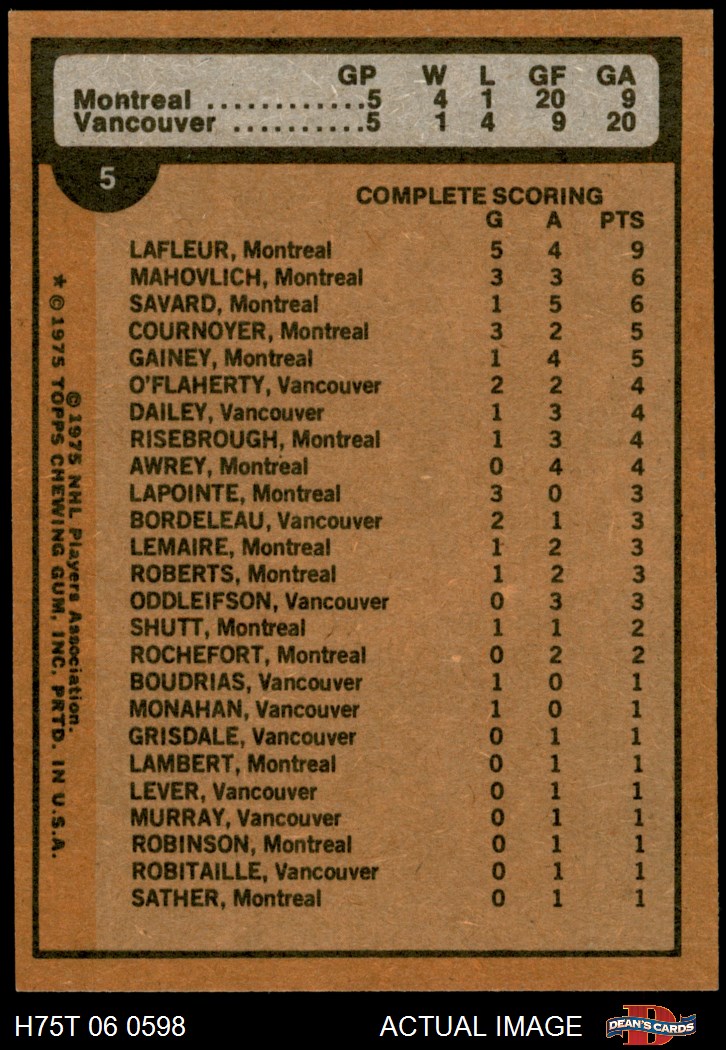 GP W L GF GA
Montreal ............5 4 1 20 9
Vancouver ..........5 1 4 9 20
5
COMPLETE SCORING
G A PTS
LAFLEUR, Montreal 5 4 9
MAHOVLICH, Montreal 3 3 6
SAVARD, Montreal 1 5 6
COURNOYER, Montreal 3 2 5
GAINEY, Montreal 1 4 5
O'FLAHERTY, Vancouver 2 2 4
DAILEY, Vancouver 1 3 4
RISEBROUGH, Montreal 1 3 4
AWREY, Montreal 0 4 4
LAPOINTE, Montreal 3 0 3
BORDELEAU, Vancouver 2 1 3
LEMAIRE, Montreal 1 2 3
ROBERTS, Montreal 1 2 3
ODDLEIFSON, Vancouver 0 3 3
SHUTT, Montreal 1 1 2
ROCHEFORT, Montreal 0 2 2
BOUDRIAS, Vancouver 1 0 1
MONAHAN, Vancouver 1 0 1
GRISDALE, Vancouver 0 1 1
LAMBERT, Montreal 0 1 1
LEVER, Vancouver 0 1 1
MURRAY, Vancouver 0 1 1
ROBINSON, Montreal 0 1 1
ROBITAILLE, Vancouver 0 1 1
SATHER, Montreal 0 1 1
© 1975 NHL Players Association.
★ © 1975 TOPPS CHEWING GUM, INC. PRTD. IN U.S.A.
H75T 06 0598
ACTUAL IMAGE
D
DEAN'S CARDS